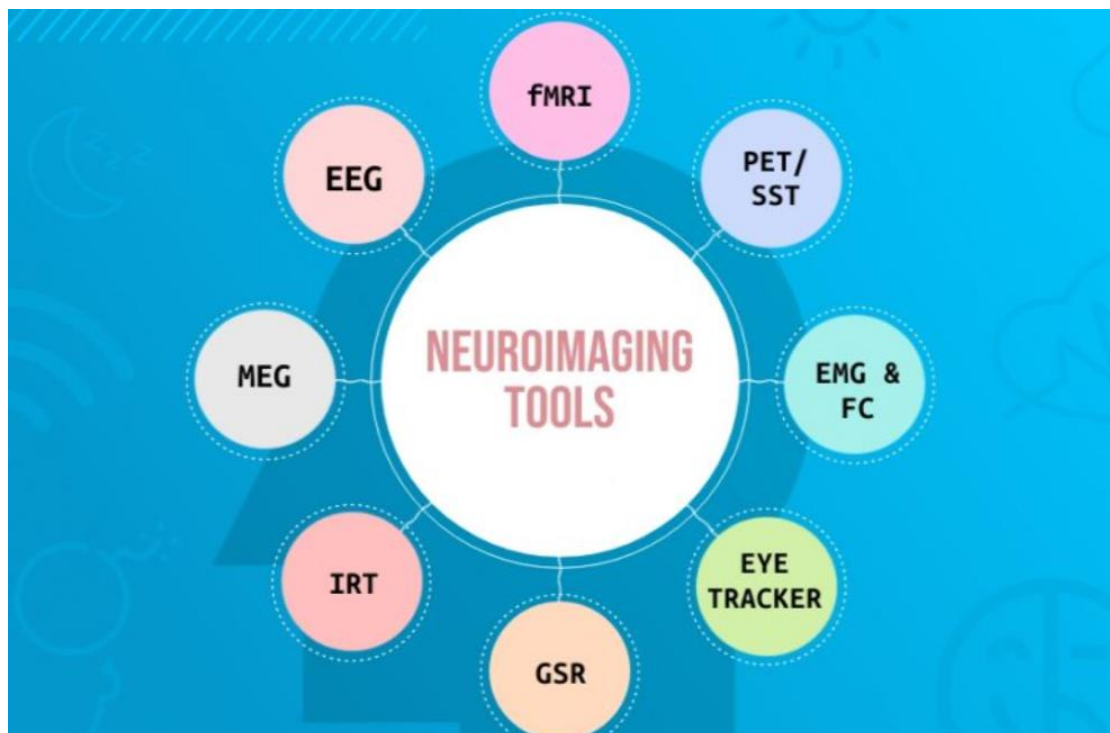 fMRI
PET/
SST
EMG &
FC
EYE
TRACKER
GSR
IRT
MEG
EEG
NEUROIMAGING
TOOLS